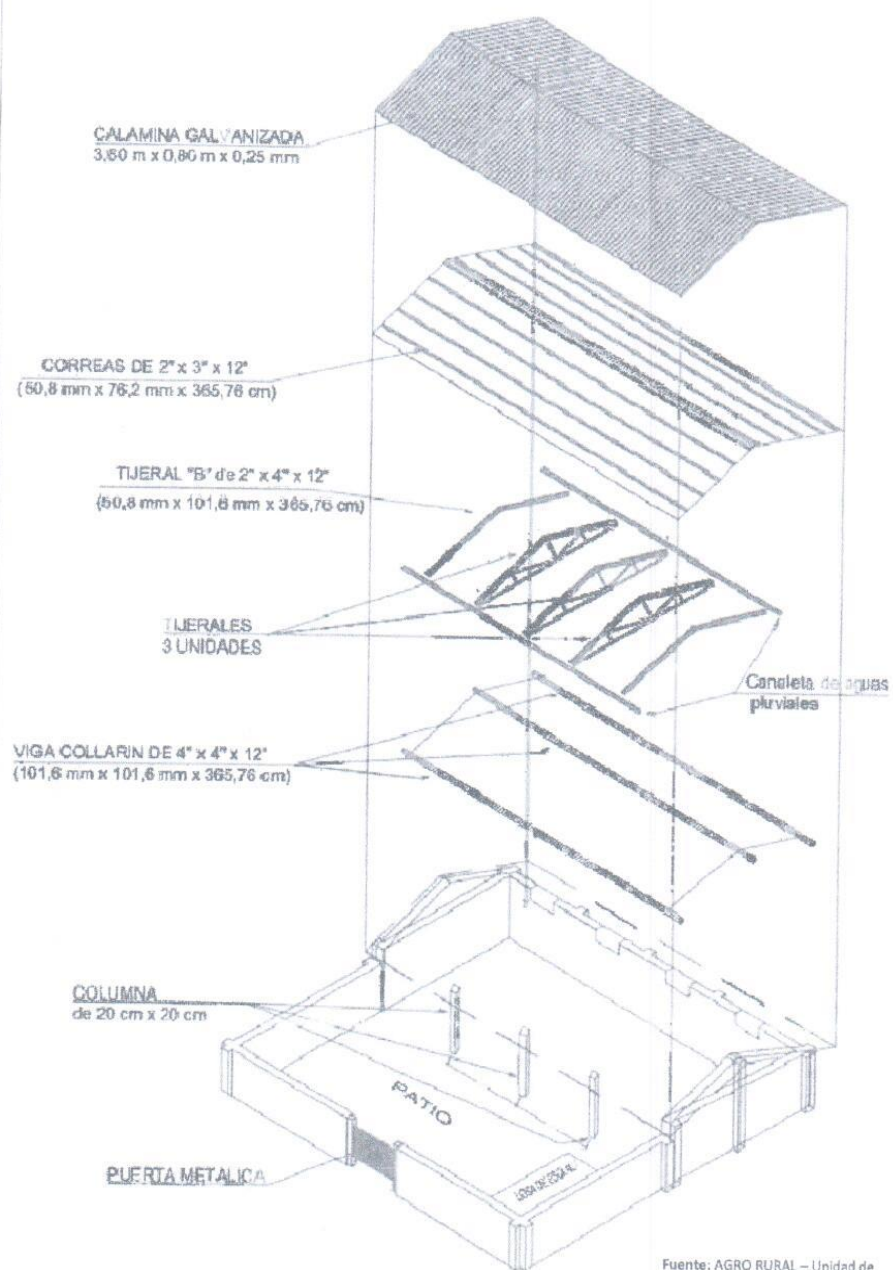 CALAMINA GALVANIZADA
3,60 m x 0,80 m x 0,25 mm
CORREAS DE 2" x 3" x 12"
(50,8 mm x 76,2 mm x 365,76 cm)
TIJERAL "B" de 2" x 4" x 12"
(50,8 mm x 101,6 mm x 365,76 cm)
TIJERALES
3 UNIDADES
Canaleta de aguas
pluviales
VIGA COLLARIN DE 4" x 4" x 12"
(101,6 mm x 101,6 mm x 365,76 cm)
COLUMNA
de 20 cm x 20 cm
PATIO
PUERTA METALICA
LOSA DE
Fuente: AGRO RURAL – Unidad de